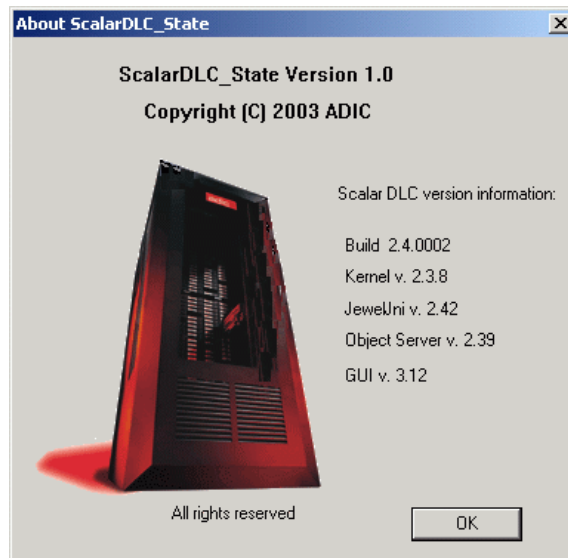 About ScalarDLC_State
ScalarDLC_State Version 1.0
Copyright (C) 2003 ADIC
Scalar DLC version information:
Build 2.4.0002
Kernel v. 2.3.8
JewelJni v. 2.42
Object Server v. 2.39
GUI v. 3.12
All rights reserved
OK